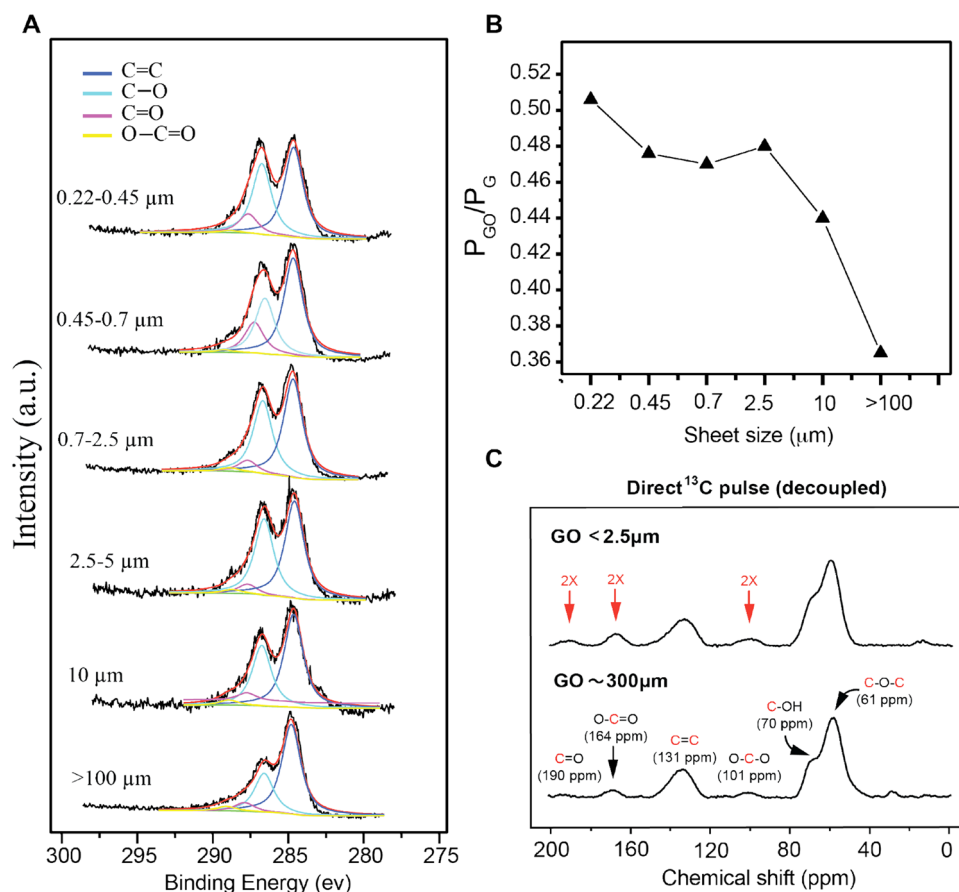 A
C=C
C−O
C=O
O−C=O
0.22-0.45 µm
0.45-0.7 µm
0.7-2.5 µm
2.5-5 µm
10 µm
>100 µm
Intensity (a.u.)
300 295 290 285 280 275
Binding Energy (ev)
B
0.52
0.50
0.48
0.46
0.44
0.42
0.40
0.38
0.36
PGO/PG
0.22 0.45 0.7 2.5 10 >100
Sheet size (µm)
C
Direct ¹³C pulse (decoupled)
GO < 2.5µm
2X 2X 2X
GO ~ 300µm
C-O-C
(61 ppm)
C-OH
(70 ppm)
O-C=O
(164 ppm)
C=O
(190 ppm)
C=C
(131 ppm)
O-C-O
(101 ppm)
200 160 120 80 40 0
Chemical shift (ppm)